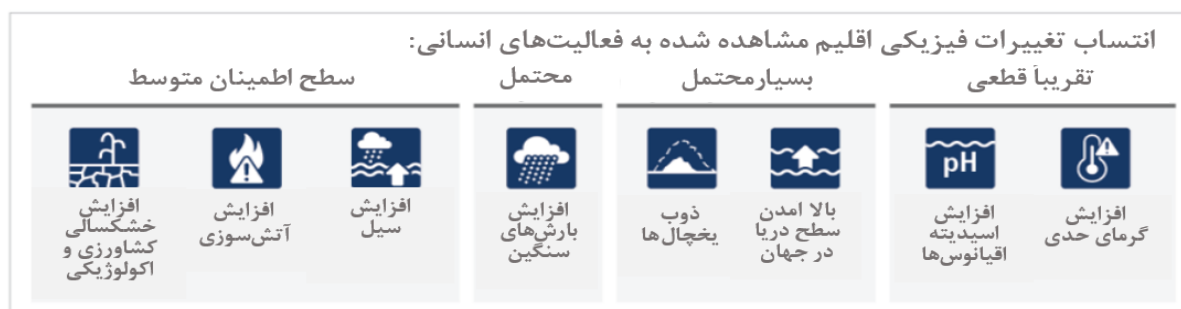 انتساب تغییرات فیزیکی اقلیم مشاهده شده به فعالیت‌های انسانی:
تقریباً قطعی
بسیارمحتمل
محتمل
سطح اطمینان متوسط
pH
افزایش
گرمای حدی
افزایش
اسیدیته
اقیانوس‌ها
بالا امدن
سطح دریا
در جهان
ذوب
یخچال‌ها
افزایش
بارش‌های
سنگین
افزایش
سیل
افزایش
آتش‌سوزی
افزایش
خشکسالی
کشاورزی و
اکولوژیکی